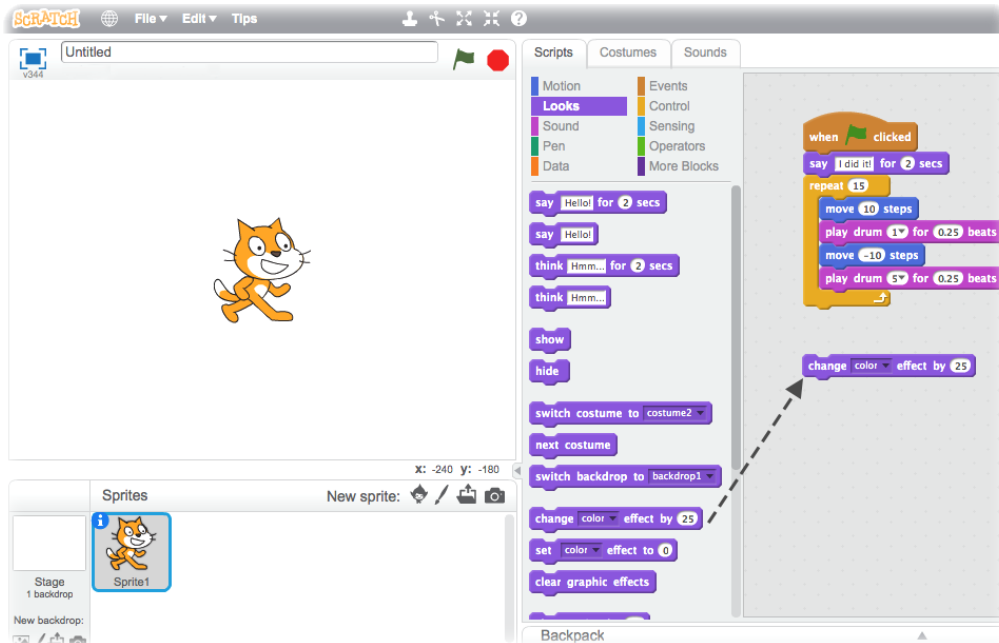 SCRATCH File Edit Tips
Untitled
v344
x: -240 y: -180
Sprites New sprite:
Sprite1
Stage
1 backdrop
New backdrop:
Scripts Costumes Sounds
Motion Events
Looks Control
Sound Sensing
Pen Operators
Data More Blocks
say Hello! for 2 secs
say Hello!
think Hmm... for 2 secs
think Hmm...
show
hide
switch costume to costume2
next costume
switch backdrop to backdrop1
change color effect by 25
set color effect to 0
clear graphic effects
Backpack
when clicked
say I did it! for 2 secs
repeat 15
move 10 steps
play drum 1 for 0.25 beats
move -10 steps
play drum 5 for 0.25 beats
change color effect by 25